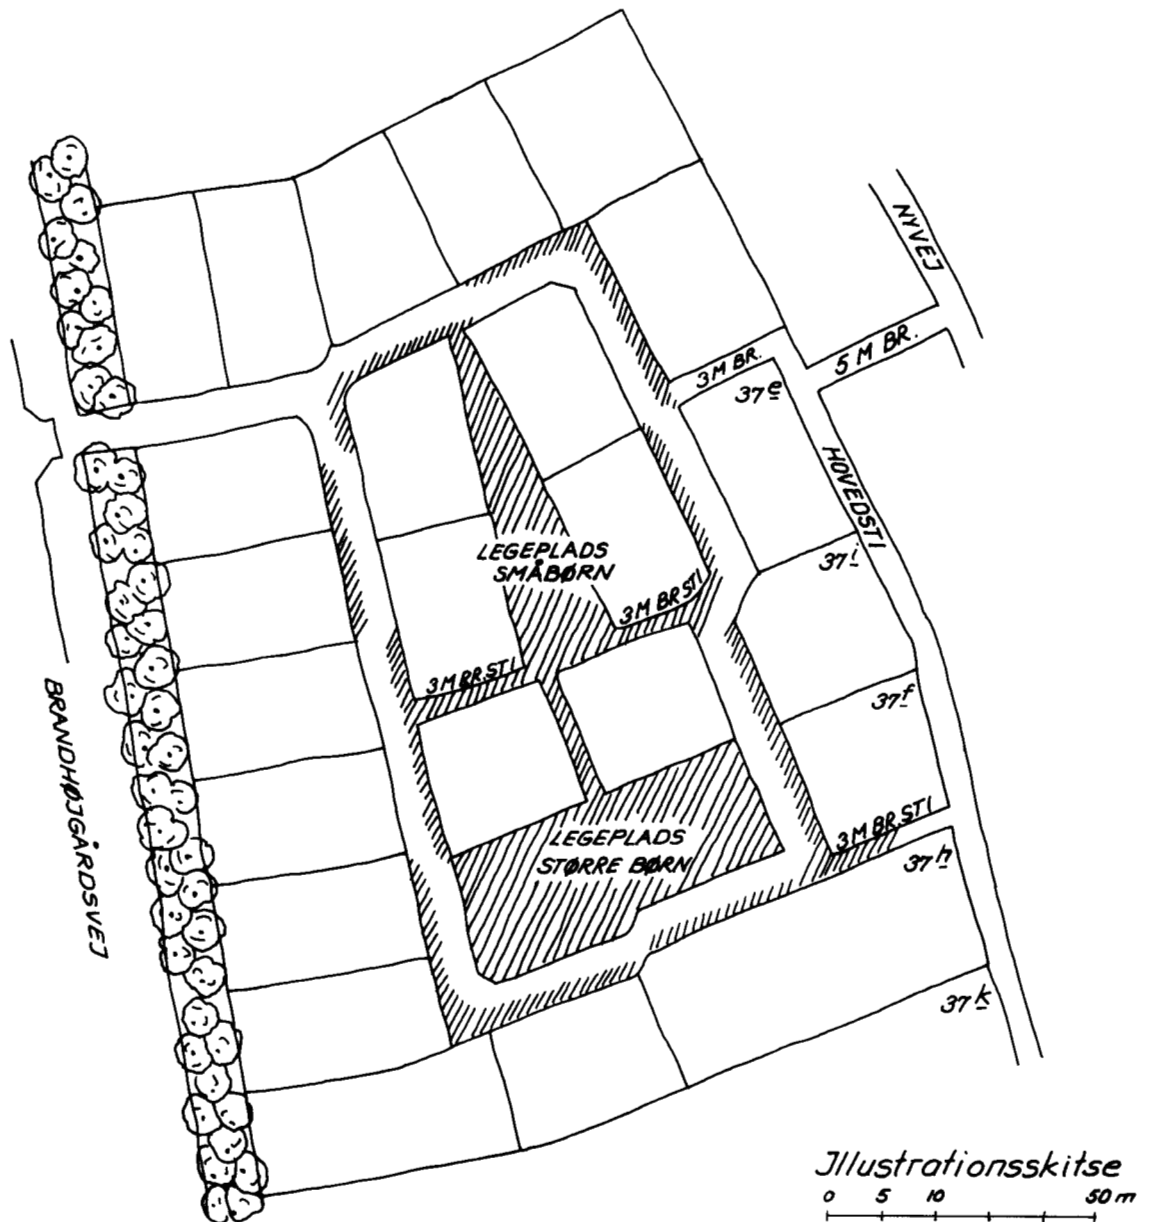 NYVEJ
5 M BR.
3 M BR.
37e
HOVEDSTI
LEGEPLADS
SMÅBØRN
37i
3 M BR STI
3 M BR. STI
37f
BRANDHØJGÅRDSVEJ
3 M BR. STI
LEGEPLADS
STØRRE BØRN
37h
37k
Illustrationsskitse
0 5 10 50 m